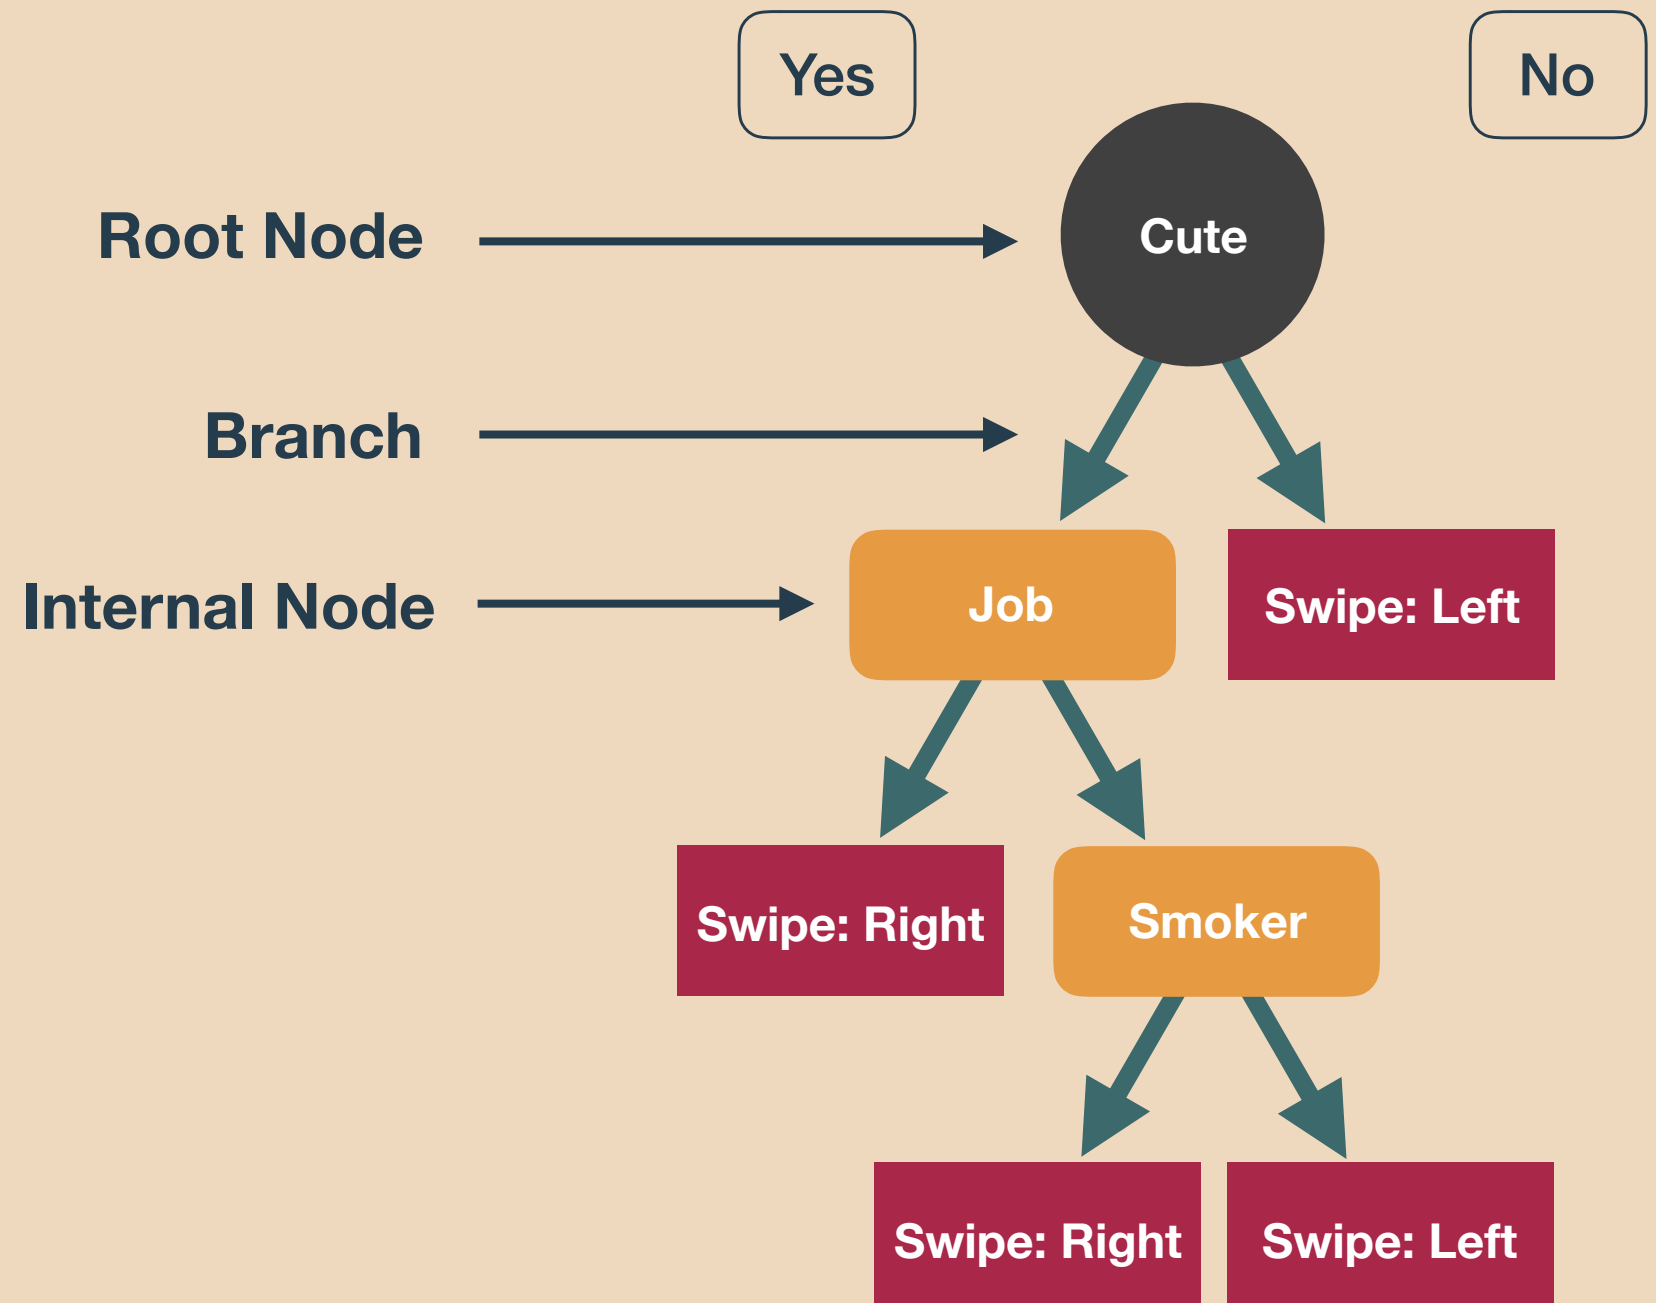 Yes
No
Root Node
Cute
Branch
Internal Node
Job
Swipe: Left
Swipe: Right
Smoker
Swipe: Right
Swipe: Left